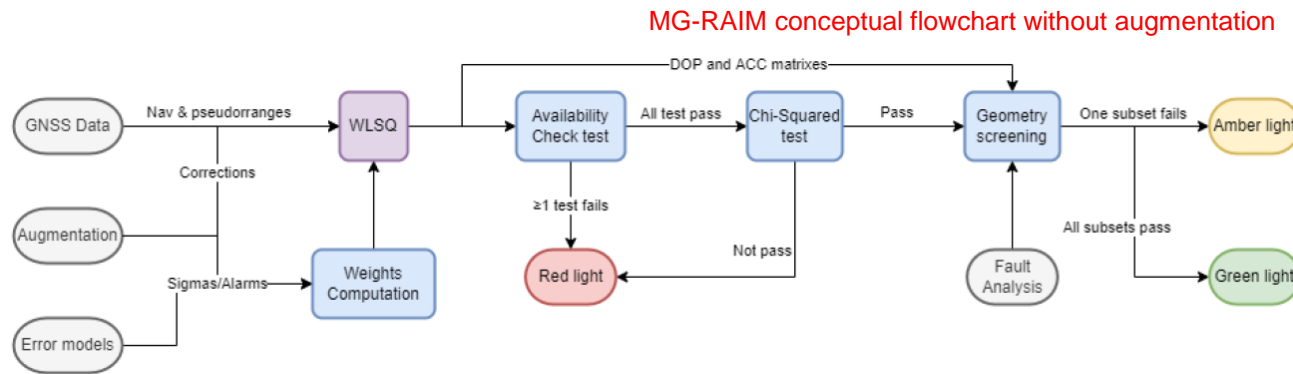 MG-RAIM conceptual flowchart without augmentation
DOP and ACC matrixes
GNSS Data
Nav & pseudorranges
WLSQ
Availability
Check test
All test pass
Chi-Squared
test
Pass
Geometry
screening
One subset fails
Amber light
Corrections
≥1 test fails
Augmentation
All subsets pass
Not pass
Sigmas/Alarms
Weights
Computation
Red light
Fault
Analysis
Green light
Error models